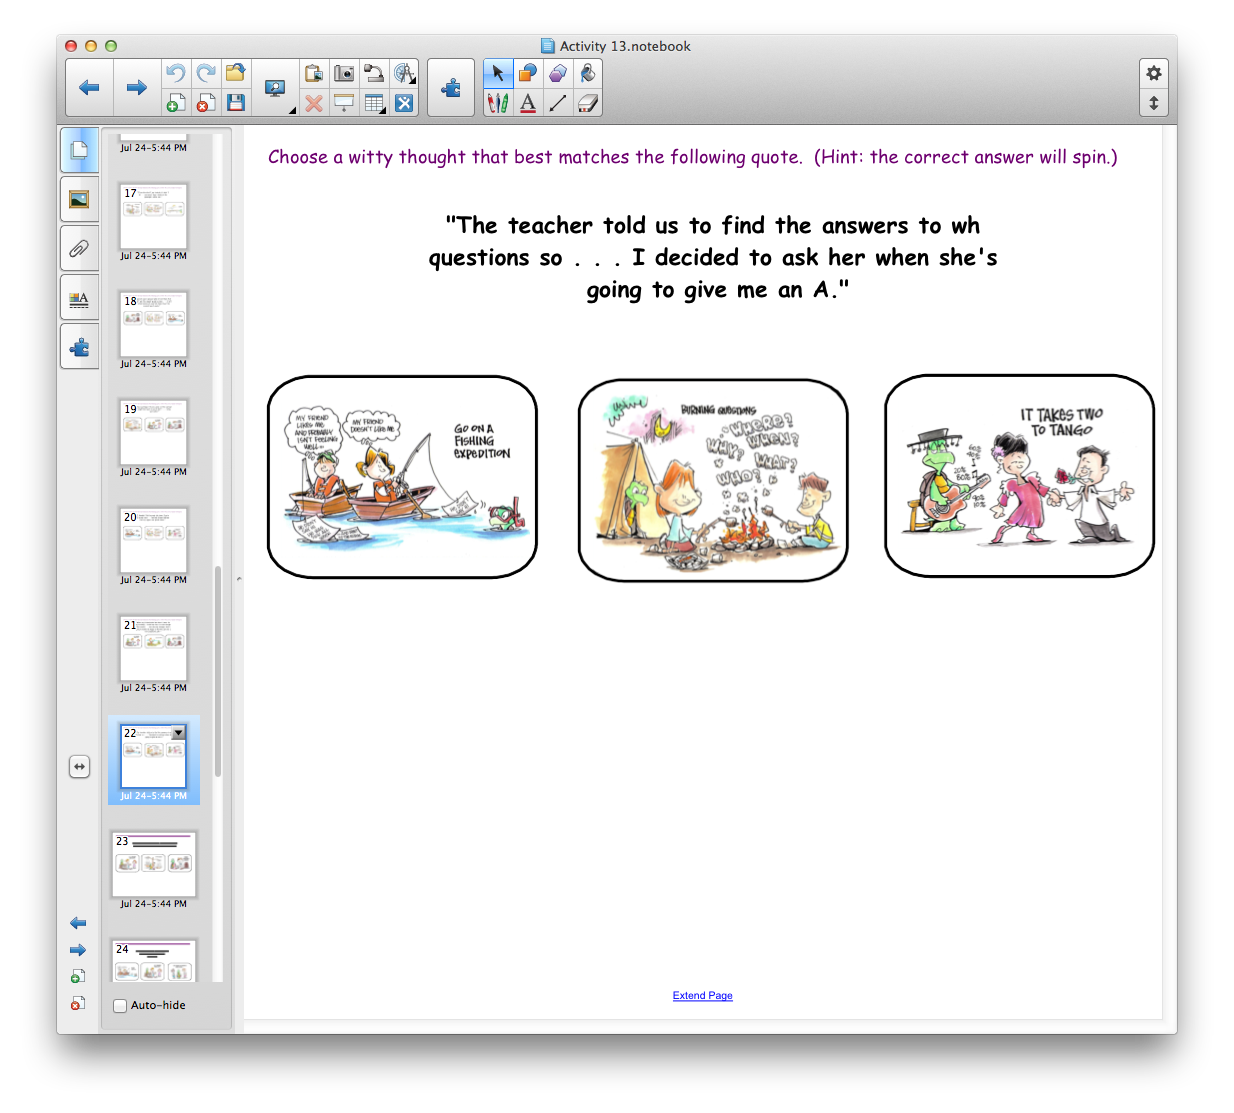 Activity 13.notebook
Jul 24-5:44 PM
17
Jul 24-5:44 PM
18
Jul 24-5:44 PM
19
Jul 24-5:44 PM
20
Jul 24-5:44 PM
21
Jul 24-5:44 PM
22
Jul 24-5:44 PM
23
Jul 24-5:44 PM
24
Auto-hide
Choose a witty thought that best matches the following quote.  (Hint: the correct answer will spin.)
"The teacher told us to find the answers to wh
questions so . . . I decided to ask her when she's
going to give me an A."
MY FRIEND
LIKES ME
AND PROBABLY
ISN'T FEELING
WELL...
MY FRIEND
DOESN'T LIKE ME
GO ON A
FISHING
EXPEDITION
BURNING QUESTIONS
WHERE?
WHEN?
WHY?
WHAT?
WHO?
IT TAKES TWO
TO TANGO
Extend Page